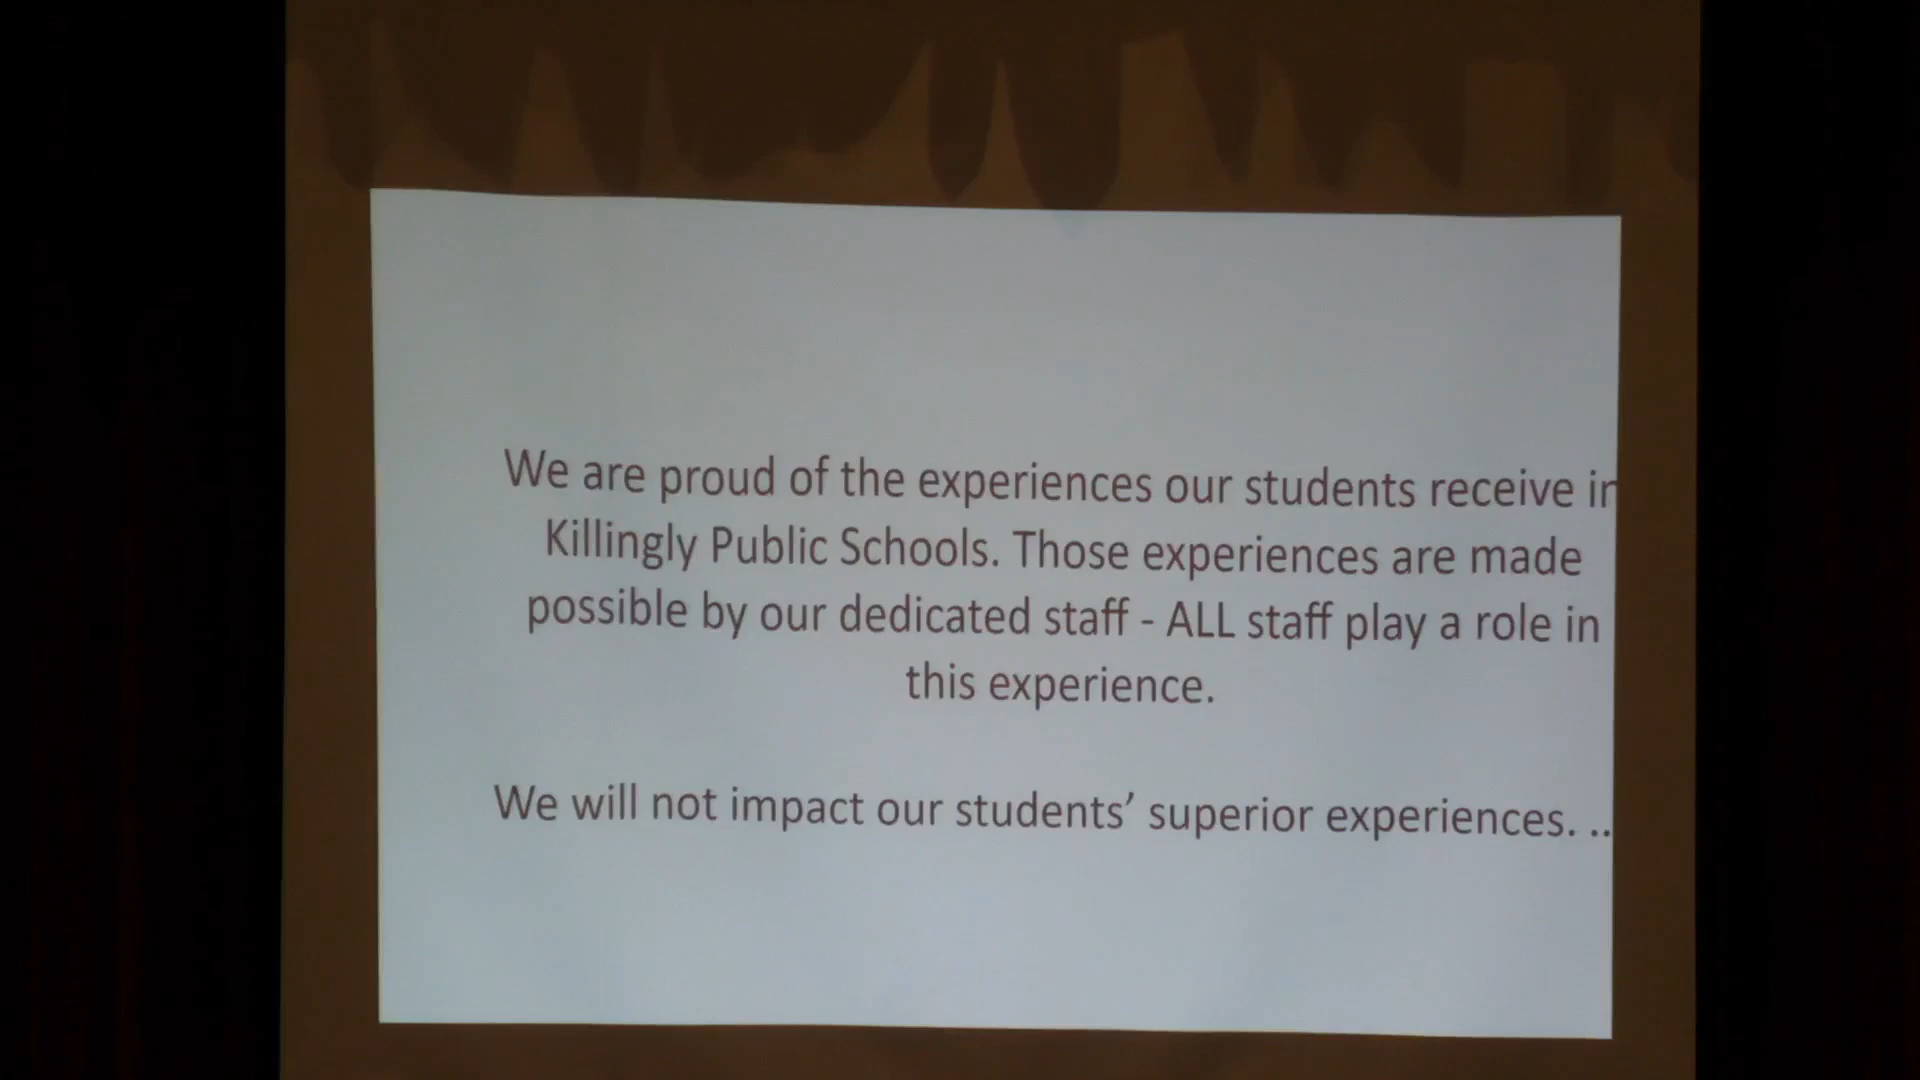 We are proud of the experiences our students receive in
Killingly Public Schools. Those experiences are made
possible by our dedicated staff - ALL staff play a role in
this experience.
We will not impact our students’ superior experiences. ..